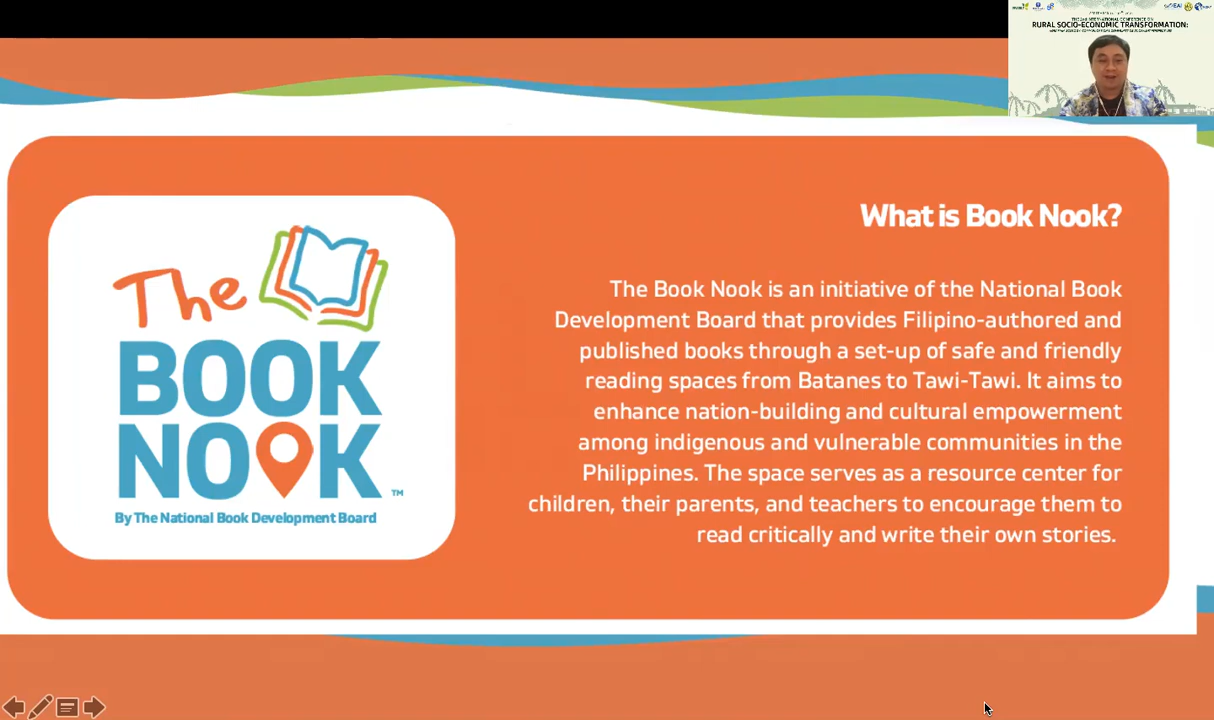 RURAL SOCIO-ECONOMIC TRANSFORMATION:
What is Book Nook?
The Book Nook is an initiative of the National Book
Development Board that provides Filipino-authored and
published books through a set-up of safe and friendly
reading spaces from Batanes to Tawi-Tawi. It aims to
enhance nation-building and cultural empowerment
among indigenous and vulnerable communities in the
Philippines. The space serves as a resource center for
children, their parents, and teachers to encourage them to
read critically and write their own stories.
The
BOOK
NOOK ™
By The National Book Development Board